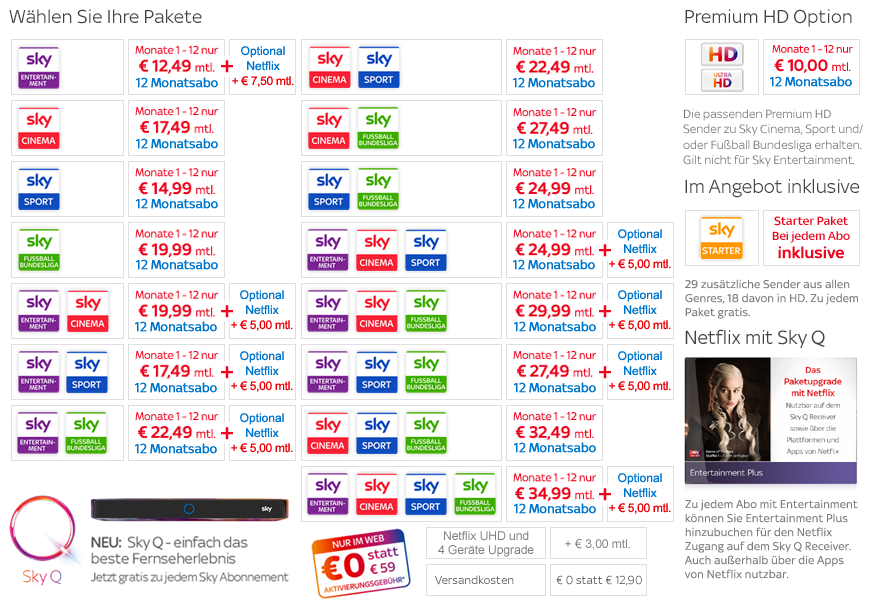 Wählen Sie Ihre Pakete
sky
ENTERTAIN-
MENT
Monate 1 - 12 nur
€ 12,49 mtl.
12 Monatsabo
+
Optional
Netflix
+ € 7,50 mtl.
sky
CINEMA
Monate 1 - 12 nur
€ 17,49 mtl.
12 Monatsabo
sky
SPORT
Monate 1 - 12 nur
€ 14,99 mtl.
12 Monatsabo
sky
FUSSBALL
BUNDESLIGA
Monate 1 - 12 nur
€ 19,99 mtl.
12 Monatsabo
sky sky
ENTERTAIN-
MENT CINEMA
Monate 1 - 12 nur
€ 19,99 mtl.
12 Monatsabo
+
Optional
Netflix
+ € 5,00 mtl.
sky sky
ENTERTAIN-
MENT SPORT
Monate 1 - 12 nur
€ 17,49 mtl.
12 Monatsabo
+
Optional
Netflix
+ € 5,00 mtl.
sky sky
ENTERTAIN- FUSSBALL
MENT BUNDESLIGA
Monate 1 - 12 nur
€ 22,49 mtl.
12 Monatsabo
+
Optional
Netflix
+ € 5,00 mtl.
sky sky
CINEMA SPORT
Monate 1 - 12 nur
€ 22,49 mtl.
12 Monatsabo
sky sky
CINEMA FUSSBALL
BUNDESLIGA
Monate 1 - 12 nur
€ 27,49 mtl.
12 Monatsabo
sky sky
SPORT FUSSBALL
BUNDESLIGA
Monate 1 - 12 nur
€ 24,99 mtl.
12 Monatsabo
sky sky sky
ENTERTAIN-
MENT CINEMA SPORT
Monate 1 - 12 nur
€ 24,99 mtl.
12 Monatsabo
+
Optional
Netflix
+ € 5,00 mtl.
sky sky sky
ENTERTAIN- FUSSBALL
MENT CINEMA BUNDESLIGA
Monate 1 - 12 nur
€ 29,99 mtl.
12 Monatsabo
+
Optional
Netflix
+ € 5,00 mtl.
sky sky sky
ENTERTAIN- FUSSBALL
MENT SPORT BUNDESLIGA
Monate 1 - 12 nur
€ 27,49 mtl.
12 Monatsabo
+
Optional
Netflix
+ € 5,00 mtl.
sky sky sky
CINEMA SPORT FUSSBALL
BUNDESLIGA
Monate 1 - 12 nur
€ 32,49 mtl.
12 Monatsabo
sky sky sky sky
ENTERTAIN- FUSSBALL
MENT CINEMA SPORT BUNDESLIGA
Monate 1 - 12 nur
€ 34,99 mtl.
12 Monatsabo
+
Optional
Netflix
+ € 5,00 mtl.
Sky Q
sky
NEU: Sky Q - einfach das
beste Fernseherlebnis
Jetzt gratis zu jedem Sky Abonnement
NUR IM WEB
€0 statt
€ 59
AKTIVIERUNGSGEBÜHR*
Netflix UHD und
4 Geräte Upgrade
+ € 3,00 mtl.
Versandkosten
€ 0 statt € 12,90
Premium HD Option
HD
ULTRA
HD
Monate 1 - 12 nur
€ 10,00 mtl.
12 Monatsabo
Die passenden Premium HD
Sender zu Sky Cinema, Sport und/
oder Fußball Bundesliga erhalten.
Gilt nicht für Sky Entertainment.
Im Angebot inklusive
sky
STARTER
Starter Paket
Bei jedem Abo
inklusive
29 zusätzliche Sender aus allen
Genres, 18 davon in HD. Zu jedem
Paket gratis.
Netflix mit Sky Q
Das
Paketupgrade
mit Netflix
Nutzbar auf dem
Sky Q Receiver
sowie über die
Plattformen und
Apps von Netflix
Entertainment Plus
Zu jedem Abo mit Entertainment
können Sie Entertainment Plus
hinzubuchen für den Netflix
Zugang auf dem Sky Q Receiver.
Auch außerhalb über die Apps
von Netflix nutzbar.